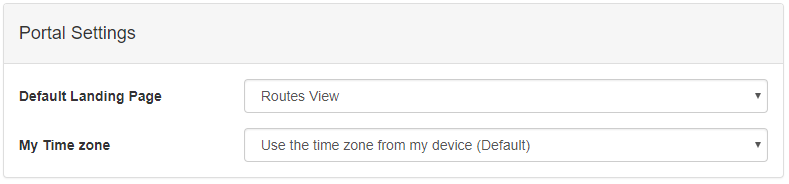 Portal Settings
Default Landing Page Routes View
My Time zone Use the time zone from my device (Default)